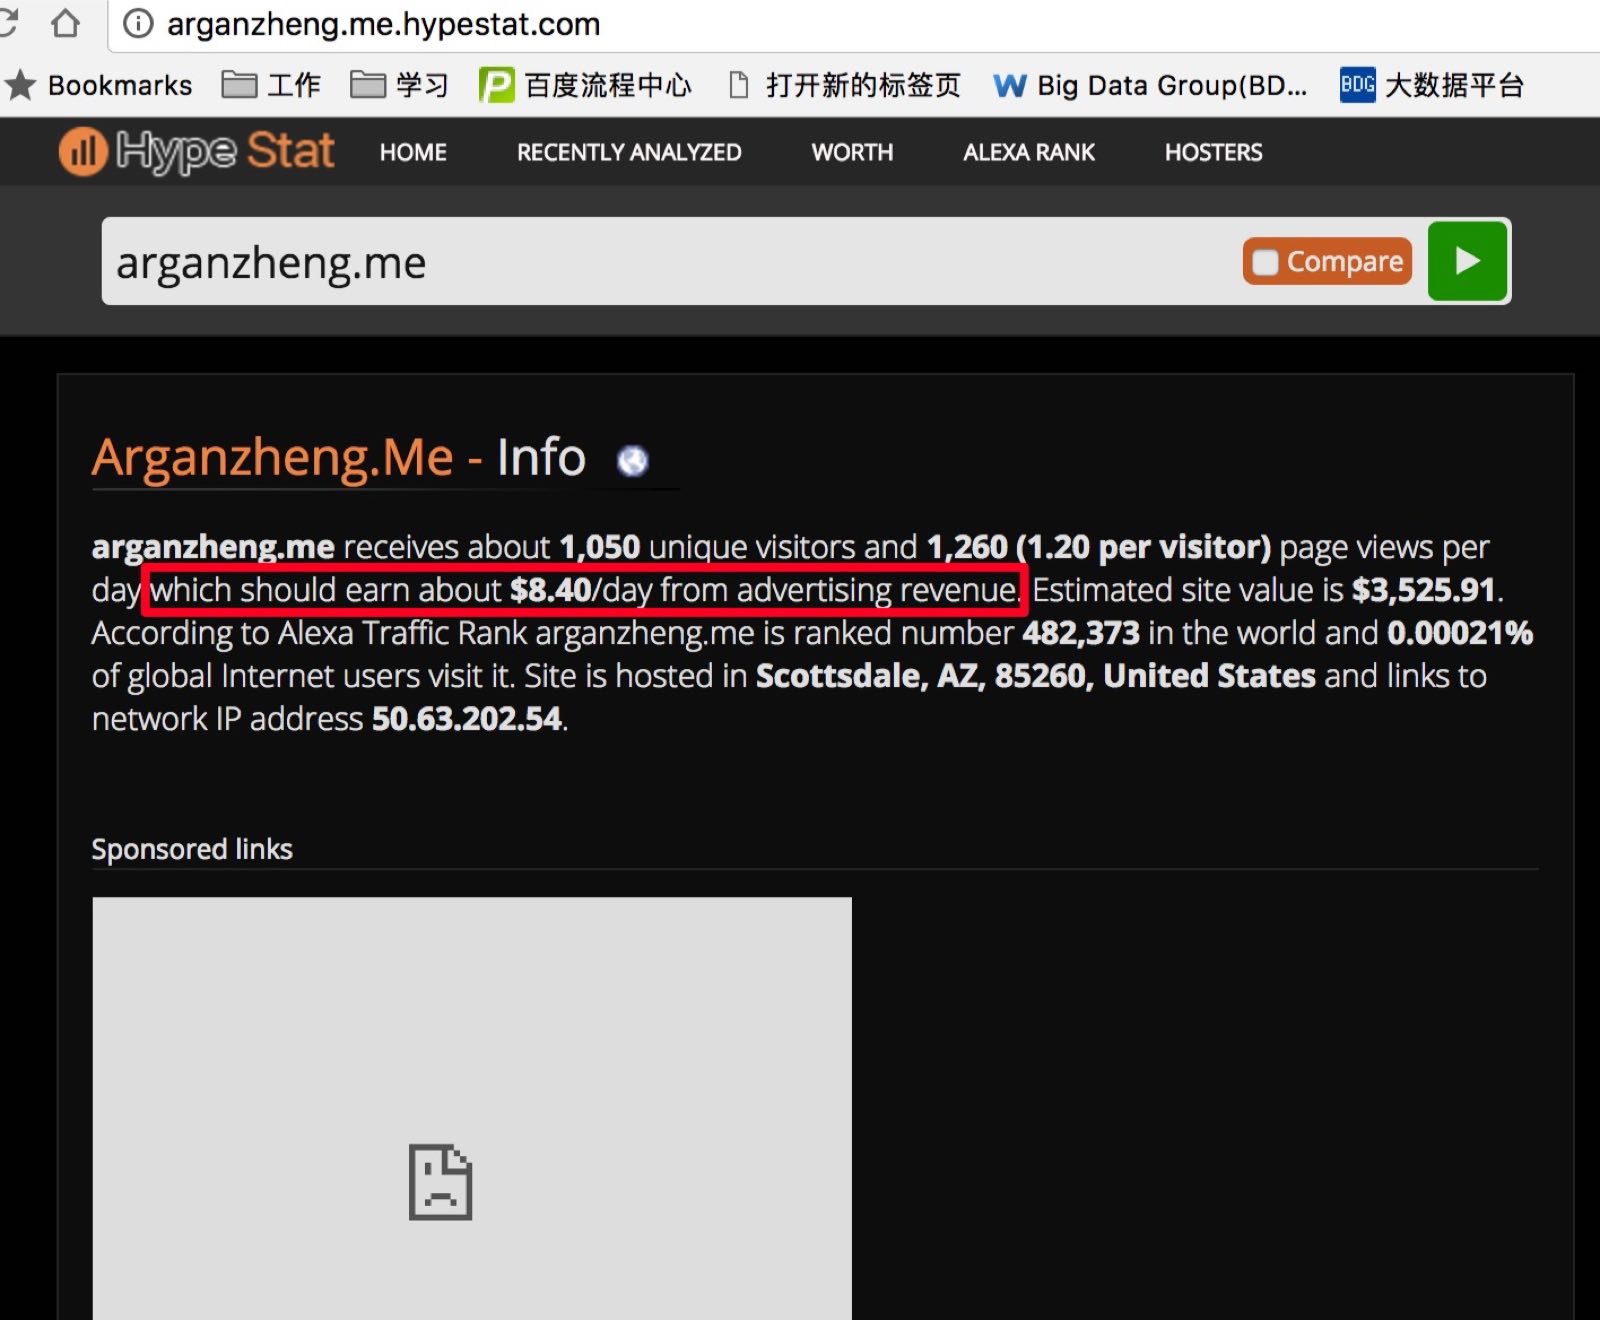 arganzheng.me.hypestat.com
Bookmarks 工作 学习 百度流程中心 打开新的标签页 Big Data Group(BD... BDG 大数据平台
Hype Stat HOME RECENTLY ANALYZED WORTH ALEXA RANK HOSTERS
arganzheng.me Compare
Arganzheng.Me - Info
arganzheng.me receives about 1,050 unique visitors and 1,260 (1.20 per visitor) page views per
day which should earn about $8.40/day from advertising revenue. Estimated site value is $3,525.91.
According to Alexa Traffic Rank arganzheng.me is ranked number 482,373 in the world and 0.00021%
of global Internet users visit it. Site is hosted in Scottsdale, AZ, 85260, United States and links to
network IP address 50.63.202.54.
Sponsored links